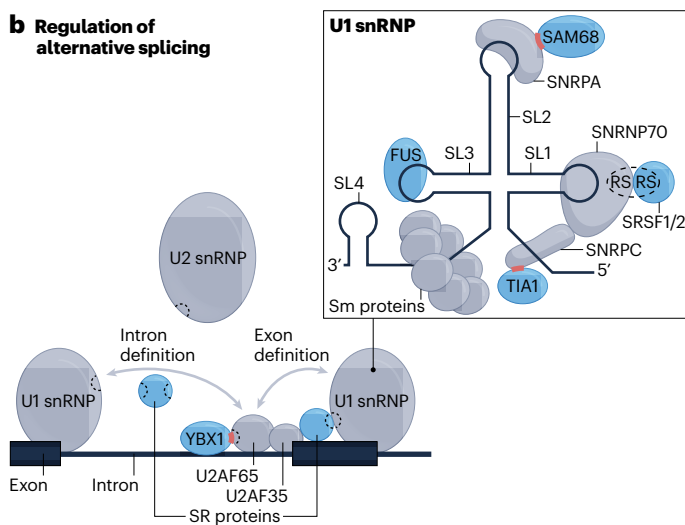 b Regulation of
alternative splicing
U1 snRNP
SAM68
SNRPA
SL2
SNRNP70
FUS
SL3
SL1
RS RS
SL4
SRSF1/2
SNRPC
3′
5′
TIA1
Sm proteins
U2 snRNP
Intron
definition
Exon
definition
U1 snRNP
U1 snRNP
YBX1
U2AF65
U2AF35
Exon
Intron
SR proteins